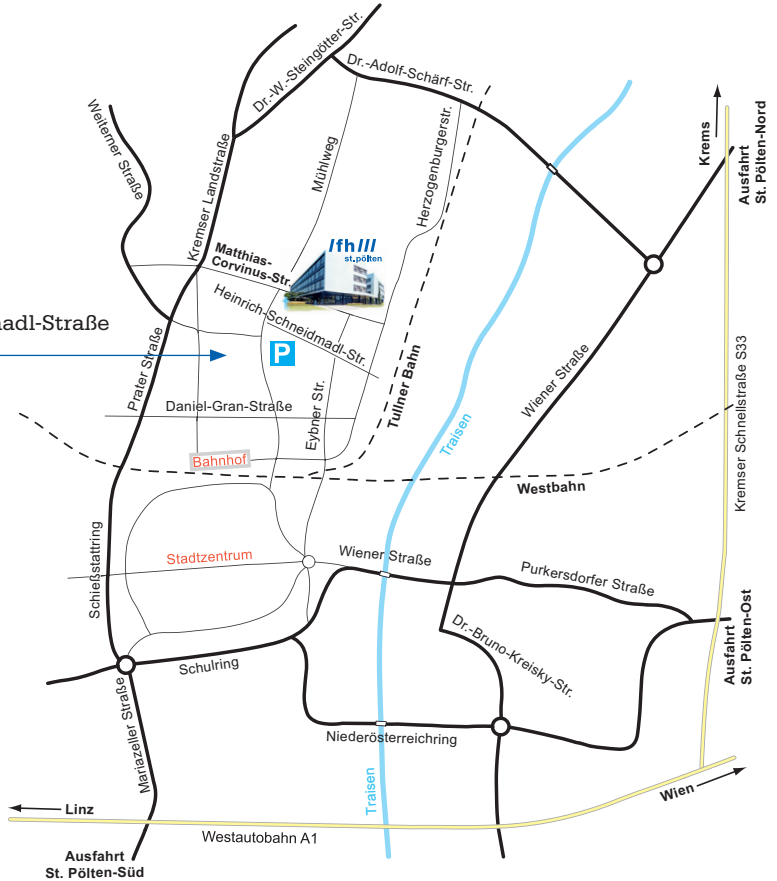 Dr.-W.-Steingötter-Str.
Dr.-Adolf-Schärf-Str.
Weiterner Straße
Kremser Landstraße
Mühlweg
Herzogenburgerstr.
Krems
Ausfahrt
St. Pölten-Nord
Matthias-
Corvinus-Str.
/fh///
st.pölten
Heinrich-Schneidmadl-Str.
adl-Straße
P
Prater Straße
Daniel-Gran-Straße
Eybner Str.
Tullner Bahn
Wiener Straße
Kremser Schnellstraße S33
Traisen
Bahnhof
Westbahn
Schießstattring
Stadtzentrum
Wiener Straße
Purkersdorfer Straße
Dr.-Bruno-Kreisky-Str.
Ausfahrt
St. Pölten-Ost
Schulring
Mariazeller Straße
Niederösterreichring
Traisen
Linz
Wien
Westautobahn A1
Ausfahrt
St. Pölten-Süd